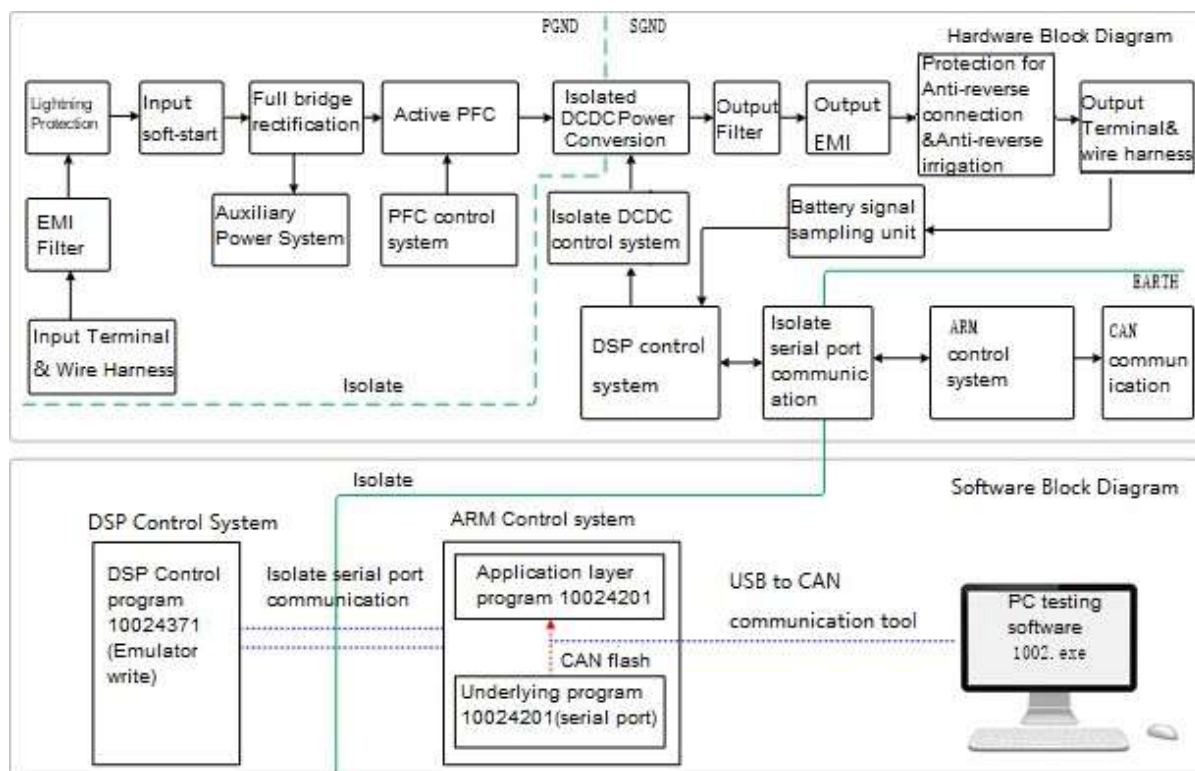 PGND
SGND
Hardware Block Diagram
Lightning
Protection
Input
soft-start
Full bridge
rectification
Active PFC
Isolated
DCDC Power
Conversion
Output
Filter
Output
EMI
Protection for
Anti-reverse
connection
&Anti-reverse
irrigation
Output
Terminal&
wire harness
EMI
Filter
Auxiliary
Power System
PFC control
system
Isolate DCDC
control system
Battery signal
sampling unit
EARTH
Input Terminal
& Wire Harness
Isolate
DSP control
system
Isolate
serial port
communic
ation
ARM
control
system
CAN
commun
ication
Isolate
Software Block Diagram
DSP Control System
DSP Control
program
10024371
(Emulator
write)
Isolate serial port
communication
ARM Control system
Application layer
program 10024201
CAN flash
Underlying program
10024201(serial port)
USB to CAN
communication tool
PC testing
software
1002.exe